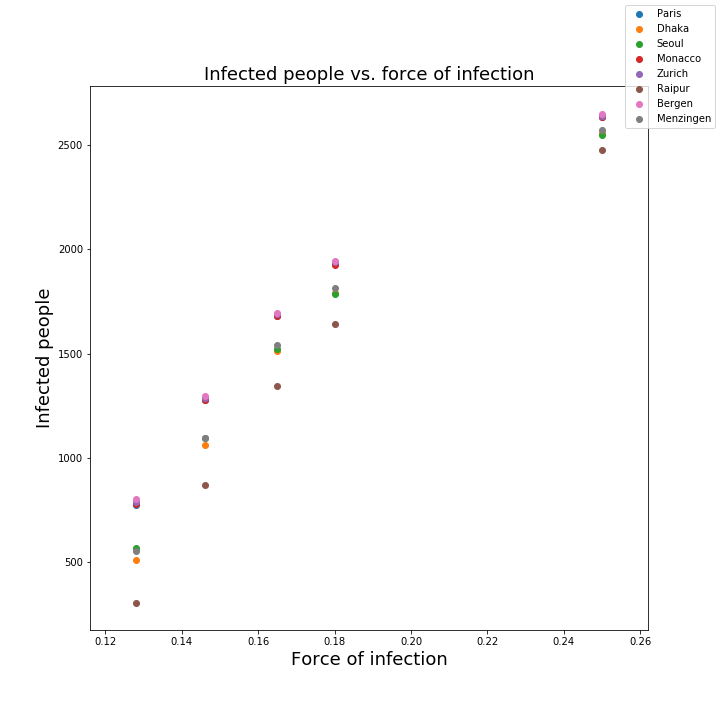 Paris
Dhaka
Seoul
Monacco
Zurich
Raipur
Bergen
Menzingen
Infected people vs. force of infection
2500
2000
1500
1000
500
Infected people
0.12 0.14 0.16 0.18 0.20 0.22 0.24 0.26
Force of infection